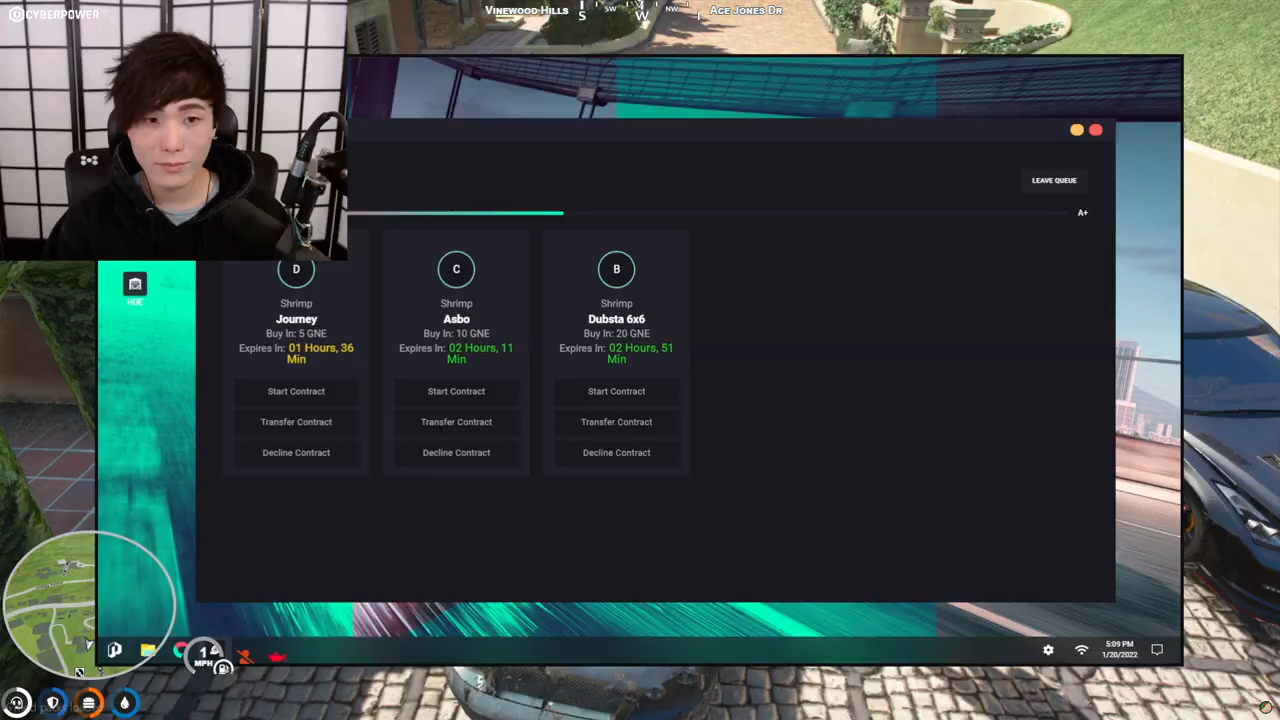 CYBERPOWER
Vinewood Hills
S
SW
W
NW
Ace Jones Dr
LEAVE QUEUE
A+
HOE
D
Shrimp
Journey
Buy In: 5 GNE
Expires In: 01 Hours, 36
Min
Start Contract
Transfer Contract
Decline Contract
C
Shrimp
Asbo
Buy In: 10 GNE
Expires In: 02 Hours, 11
Min
Start Contract
Transfer Contract
Decline Contract
B
Shrimp
Dubsta 6x6
Buy In: 20 GNE
Expires In: 02 Hours, 51
Min
Start Contract
Transfer Contract
Decline Contract
1
MPH
5:09 PM
1/20/2022